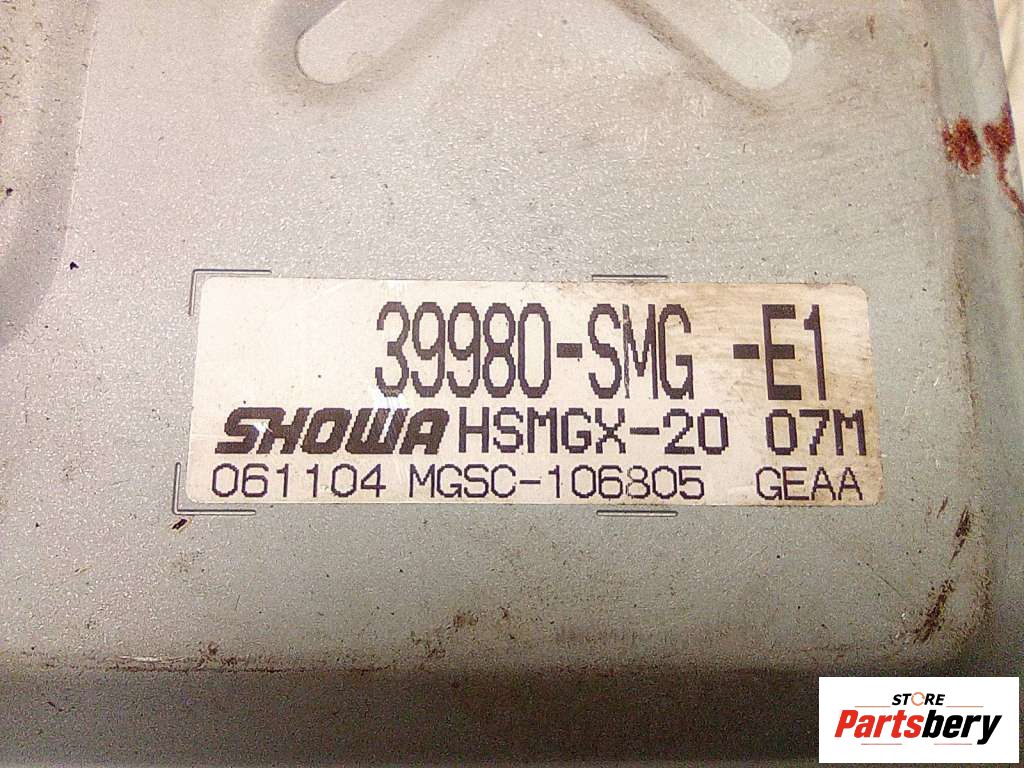 39980-SMG -E1
SHOWA HSMGX-20 07M
061104 MGSC-106805 GEAA
STORE
Partsbery